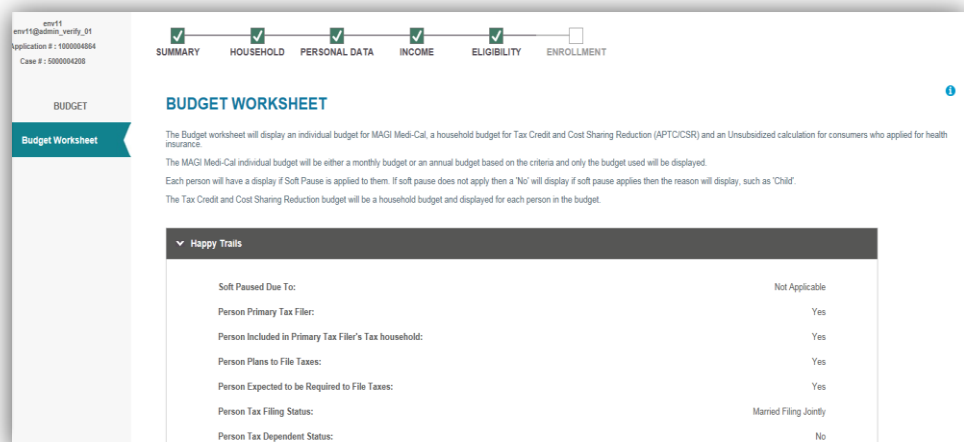 env11
env11@admin_verify_01
Application # : 1000004864
Case # : 5000004208
SUMMARY
HOUSEHOLD
PERSONAL DATA
INCOME
ELIGIBILITY
ENROLLMENT
BUDGET
Budget Worksheet
BUDGET WORKSHEET
The Budget worksheet will display an individual budget for MAGI Medi-Cal, a household budget for Tax Credit and Cost Sharing Reduction (APTC/CSR) and an Unsubsidized calculation for consumers who applied for health
insurance.
The MAGI Medi-Cal individual budget will be either a monthly budget or an annual budget based on the criteria and only the budget used will be displayed.
Each person will have a display if Soft Pause is applied to them. If soft pause does not apply then a 'No' will display if soft pause applies then the reason will display, such as 'Child'.
The Tax Credit and Cost Sharing Reduction budget will be a household budget and displayed for each person in the budget.
Happy Trails
Soft Paused Due To: Not Applicable
Person Primary Tax Filer: Yes
Person Included in Primary Tax Filer's Tax household: Yes
Person Plans to File Taxes: Yes
Person Expected to be Required to File Taxes: Yes
Person Tax Filing Status: Married Filing Jointly
Person Tax Dependent Status: No